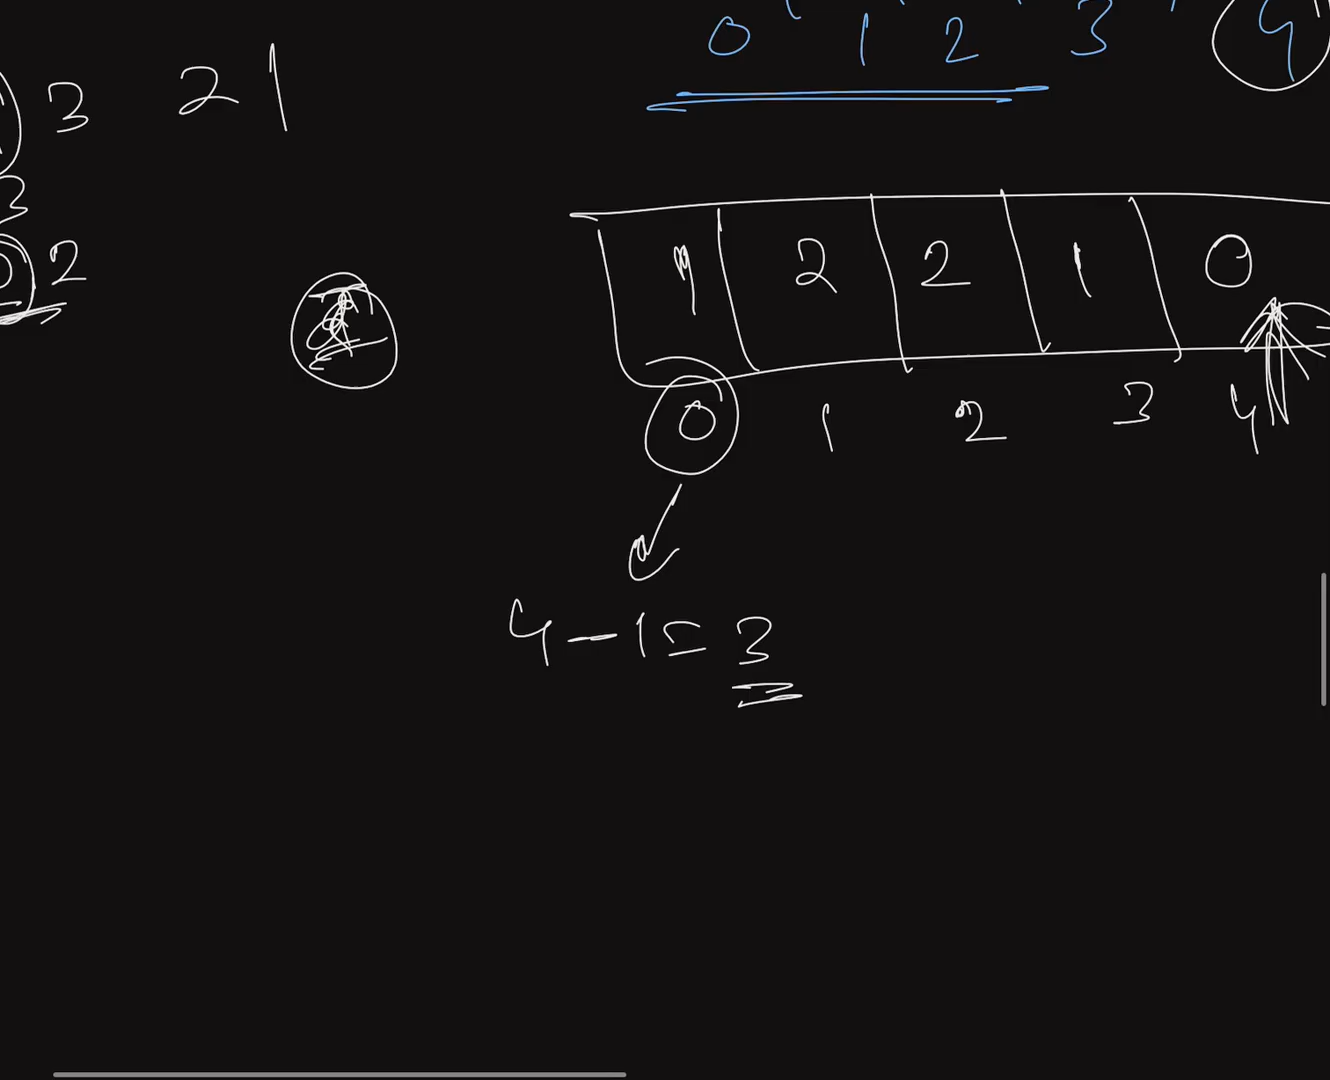 0 1 2 3 4
3 2 1
3
2
1 2 2 1 0
0 1 2 3 4
4 - 1 = 3